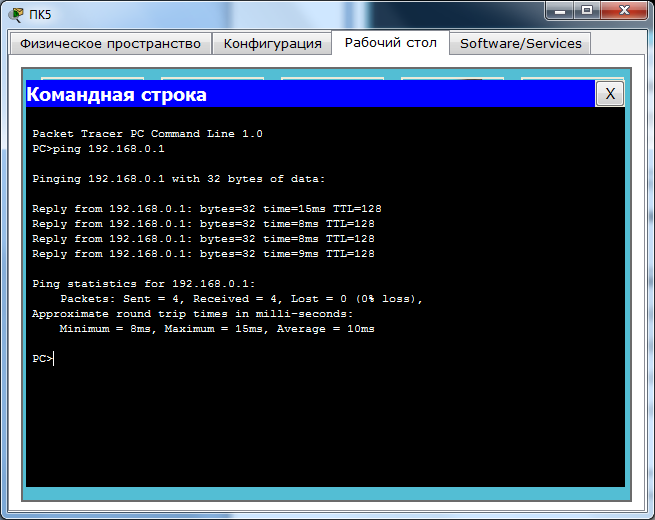 ПК5
Физическое пространство Конфигурация Рабочий стол Software/Services
Командная строка X
Packet Tracer PC Command Line 1.0
PC>ping 192.168.0.1
Pinging 192.168.0.1 with 32 bytes of data:
Reply from 192.168.0.1: bytes=32 time=15ms TTL=128
Reply from 192.168.0.1: bytes=32 time=8ms TTL=128
Reply from 192.168.0.1: bytes=32 time=8ms TTL=128
Reply from 192.168.0.1: bytes=32 time=9ms TTL=128
Ping statistics for 192.168.0.1:
Packets: Sent = 4, Received = 4, Lost = 0 (0% loss),
Approximate round trip times in milli-seconds:
Minimum = 8ms, Maximum = 15ms, Average = 10ms
PC>